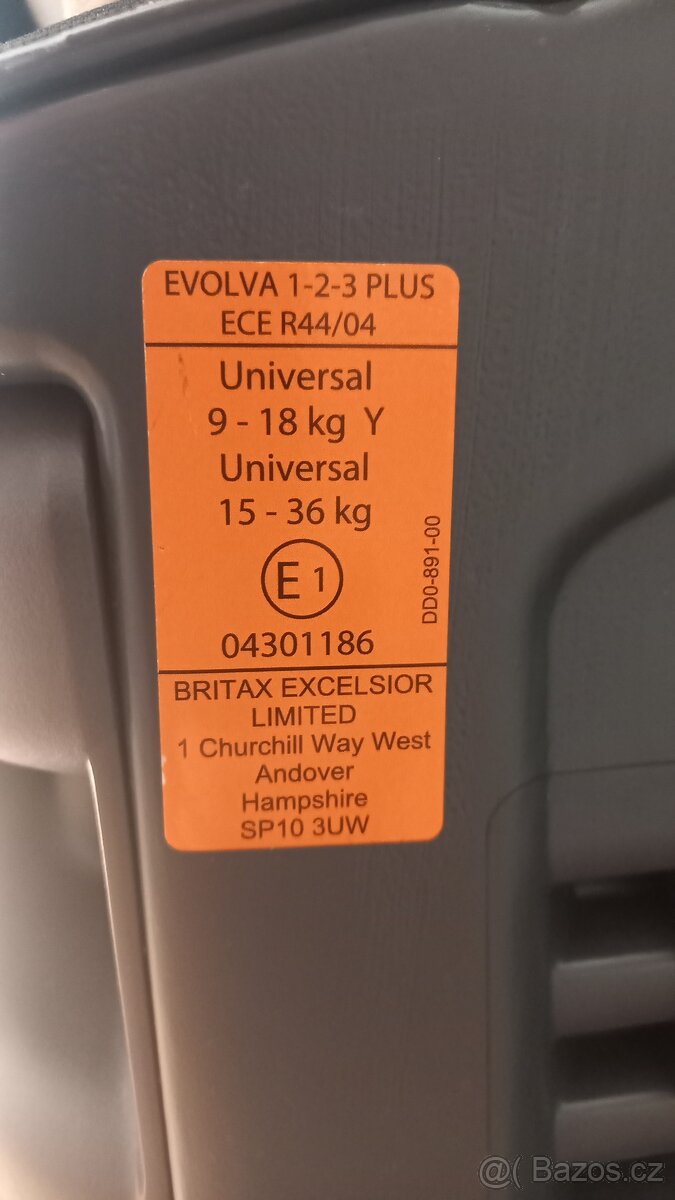 EVOLVA 1-2-3 PLUS
ECE R44/04
Universal
9 - 18 kg Y
Universal
15 - 36 kg
E 1
04301186
DD0-891-00
BRITAX EXCELSIOR
LIMITED
1 Churchill Way West
Andover
Hampshire
SP10 3UW
@( Bazos.cz